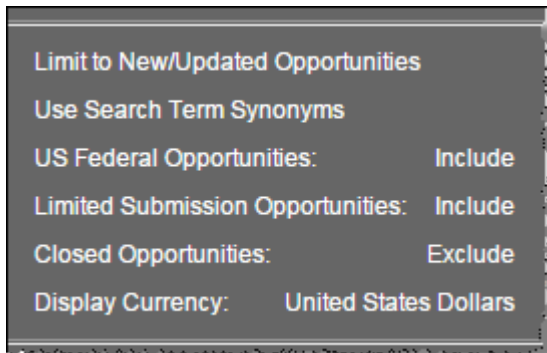 Limit to New/Updated Opportunities
Use Search Term Synonyms
US Federal Opportunities: Include
Limited Submission Opportunities: Include
Closed Opportunities: Exclude
Display Currency: United States Dollars